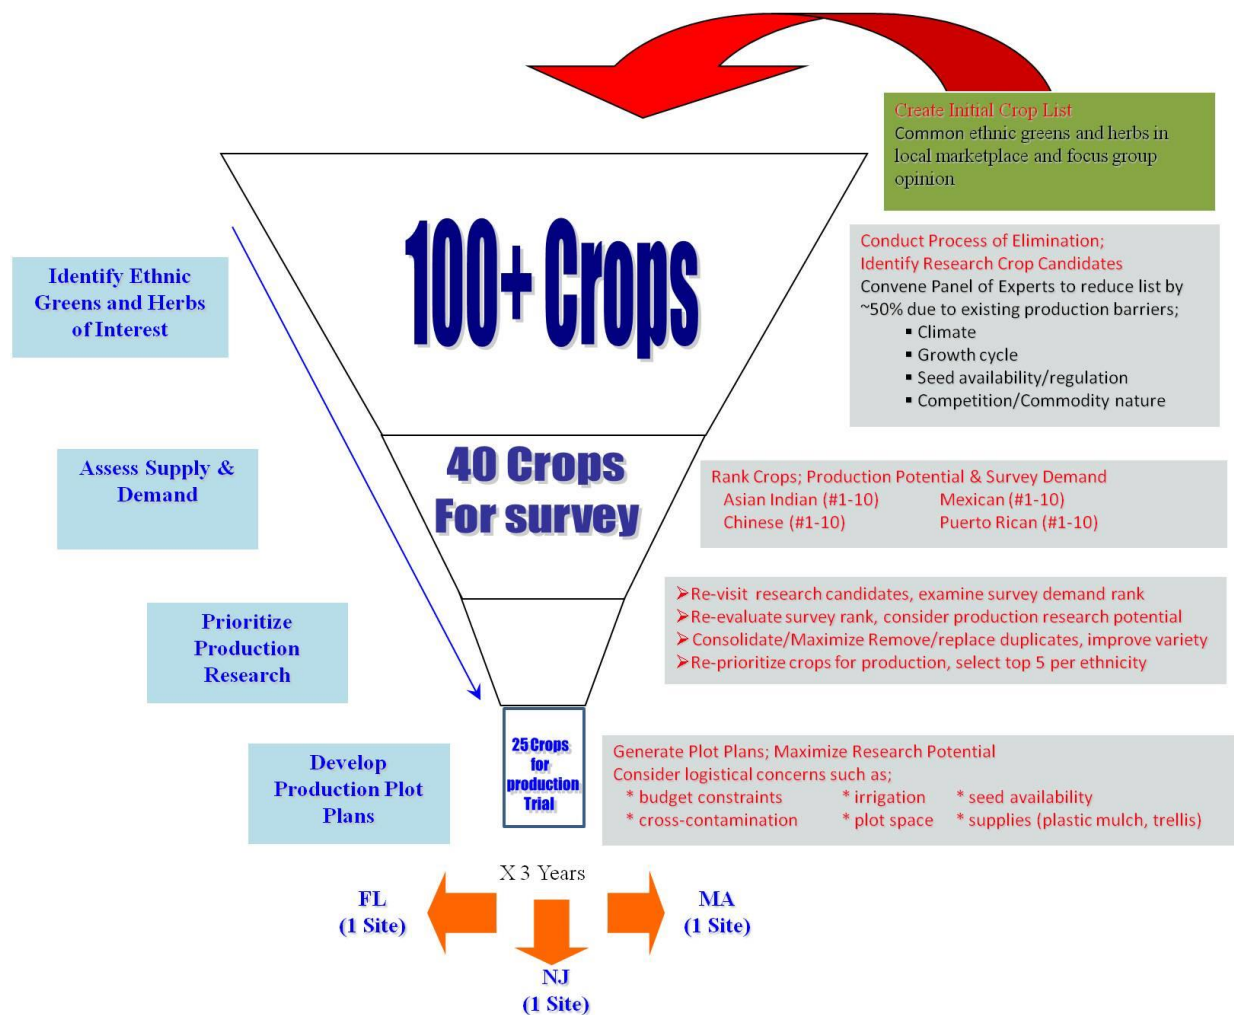 Create Initial Crop List
Common ethnic greens and herbs in
local marketplace and focus group
opinion
100+ Crops
Identify Ethnic
Greens and Herbs
of Interest
Conduct Process of Elimination;
Identify Research Crop Candidates
Convene Panel of Experts to reduce list by
~50% due to existing production barriers;
▪ Climate
▪ Growth cycle
▪ Seed availability/regulation
▪ Competition/Commodity nature
Assess Supply &
Demand
40 Crops
For survey
Rank Crops; Production Potential & Survey Demand
Asian Indian (#1-10) Mexican (#1-10)
Chinese (#1-10) Puerto Rican (#1-10)
Prioritize
Production
Research
➢Re-visit research candidates, examine survey demand rank
➢Re-evaluate survey rank, consider production research potential
➢Consolidate/Maximize Remove/replace duplicates, improve variety
➢Re-prioritize crops for production, select top 5 per ethnicity
Develop
Production Plot
Plans
25 Crops
for
production
Trial
Generate Plot Plans; Maximize Research Potential
Consider logistical concerns such as;
* budget constraints * irrigation * seed availability
* cross-contamination * plot space * supplies (plastic mulch, trellis)
X 3 Years
FL
(1 Site)
MA
(1 Site)
NJ
(1 Site)